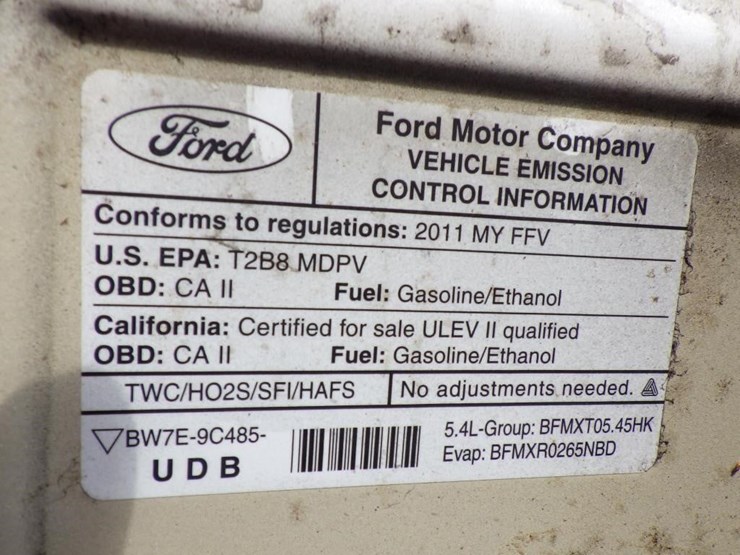 Ford
Ford Motor Company
VEHICLE EMISSION
CONTROL INFORMATION
Conforms to regulations: 2011 MY FFV
U.S. EPA: T2B8 MDPV
OBD: CA II Fuel: Gasoline/Ethanol
California: Certified for sale ULEV II qualified
OBD: CA II Fuel: Gasoline/Ethanol
TWC/HO2S/SFI/HAFS No adjustments needed.
BW7E-9C485-
UDB
5.4L-Group: BFMXT05.45HK
Evap: BFMXR0265NBD